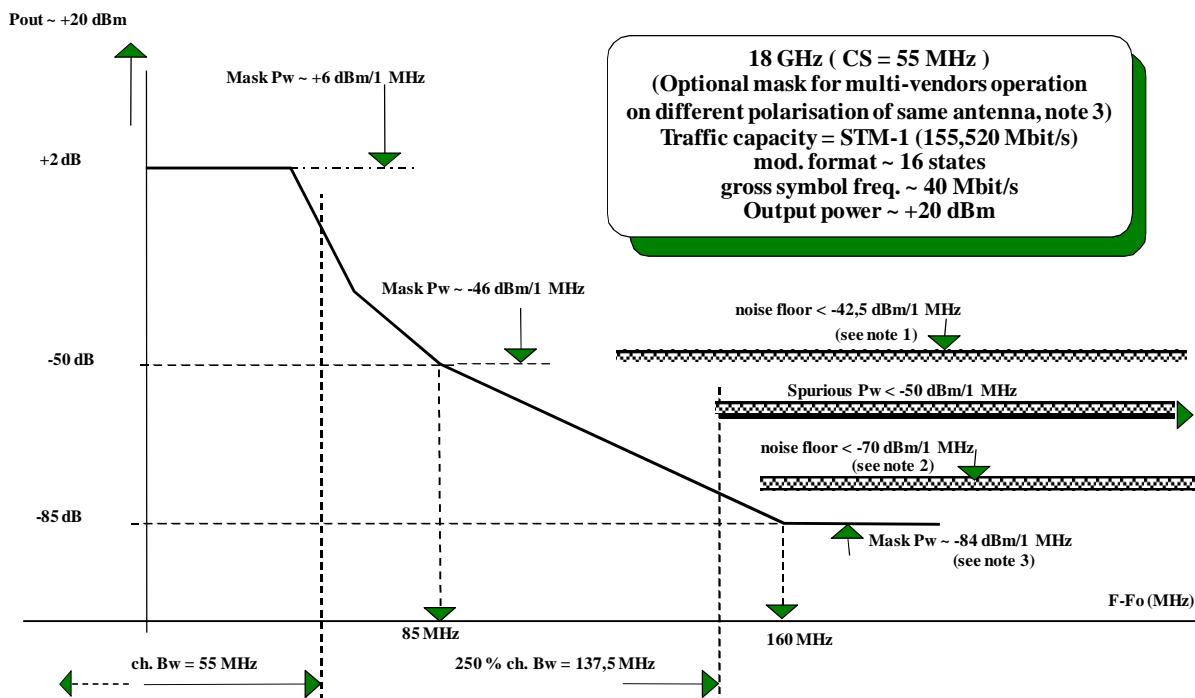 Pout ~ +20 dBm
Mask Pw ~ +6 dBm/1 MHz
18 GHz ( CS = 55 MHz )
(Optional mask for multi-vendors operation
on different polarisation of same antenna, note 3)
Traffic capacity = STM-1 (155,520 Mbit/s)
mod. format ~ 16 states
gross symbol freq. ~ 40 Mbit/s
Output power ~ +20 dBm
+2 dB
Mask Pw ~ -46 dBm/1 MHz
noise floor < -42,5 dBm/1 MHz
(see note 1)
-50 dB
Spurious Pw < -50 dBm/1 MHz
noise floor < -70 dBm/1 MHz
(see note 2)
-85 dB
Mask Pw ~ -84 dBm/1 MHz
(see note 3)
F-Fo (MHz)
85 MHz
160 MHz
ch. Bw = 55 MHz
250 % ch. Bw = 137,5 MHz